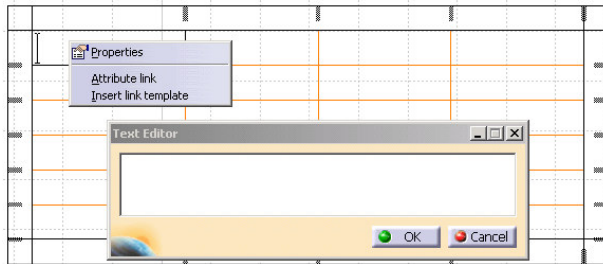 Properties
Attribute link
Insert link template
Text Editor
OK
Cancel